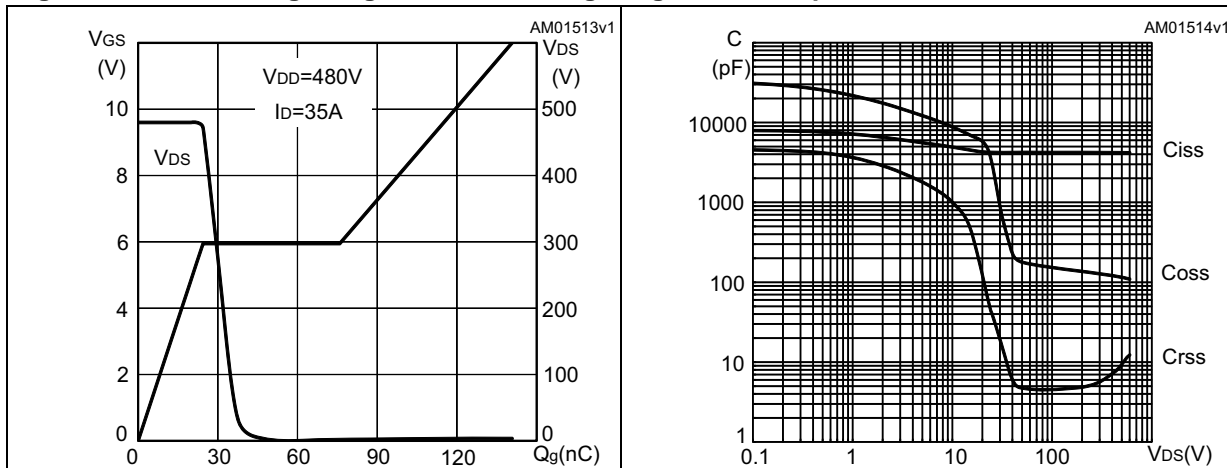 AM01513v1
VGS
(V)
VDS
(V)
VDD=480V
ID=35A
VDS
10
8
6
4
2
0
500
400
300
200
100
0
0
30
60
90
120
Qg(nC)
AM01514v1
C
(pF)
10000
1000
100
10
1
0.1
1
10
100
VDS(V)
Ciss
Coss
Crss